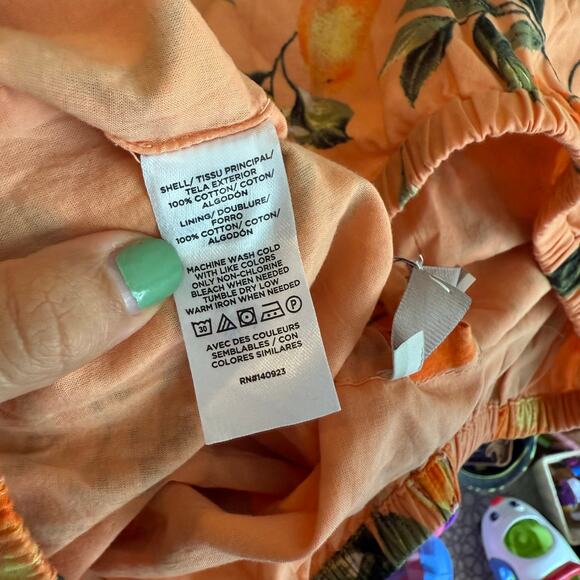 SHELL/ TISSU PRINCIPAL/
TELA EXTERIOR
100% COTTON/ COTON/
ALGODÓN
LINING/ DOUBLURE/
FORRO
100% COTTON/ COTON/
ALGODÓN
MACHINE WASH COLD
WITH LIKE COLORS
ONLY NON-CHLORINE
BLEACH WHEN NEEDED
TUMBLE DRY LOW
WARM IRON WHEN NEEDED
30 P
AVEC DES COULEURS
SEMBLABLES / CON
COLORES SIMILARES
RN#140923